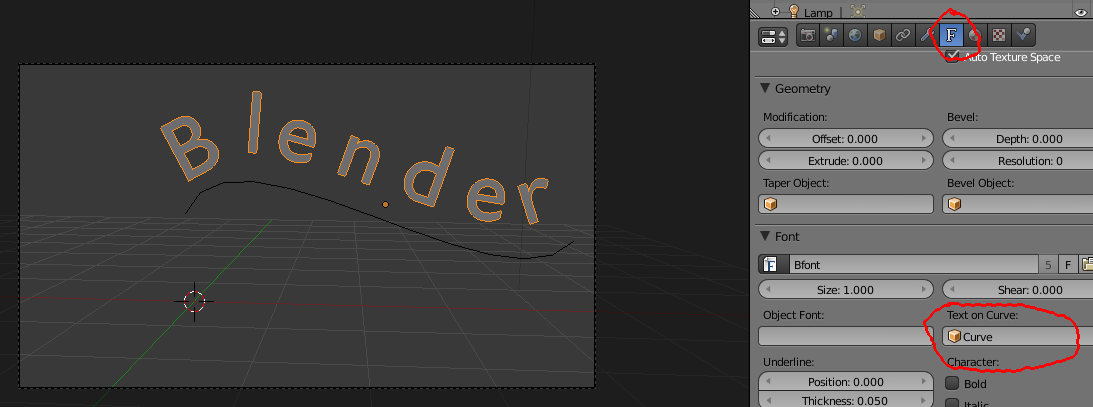 Blender
Lamp
F
Auto Texture Space
Geometry
Modification:
Bevel:
Offset: 0.000
Depth: 0.000
Extrude: 0.000
Resolution: 0
Taper Object:
Bevel Object:
Font
F
Bfont
5
F
Size: 1.000
Shear: 0.000
Object Font:
Text on Curve:
Curve
Underline:
Character:
Position: 0.000
Bold
Thickness: 0.050
Italic